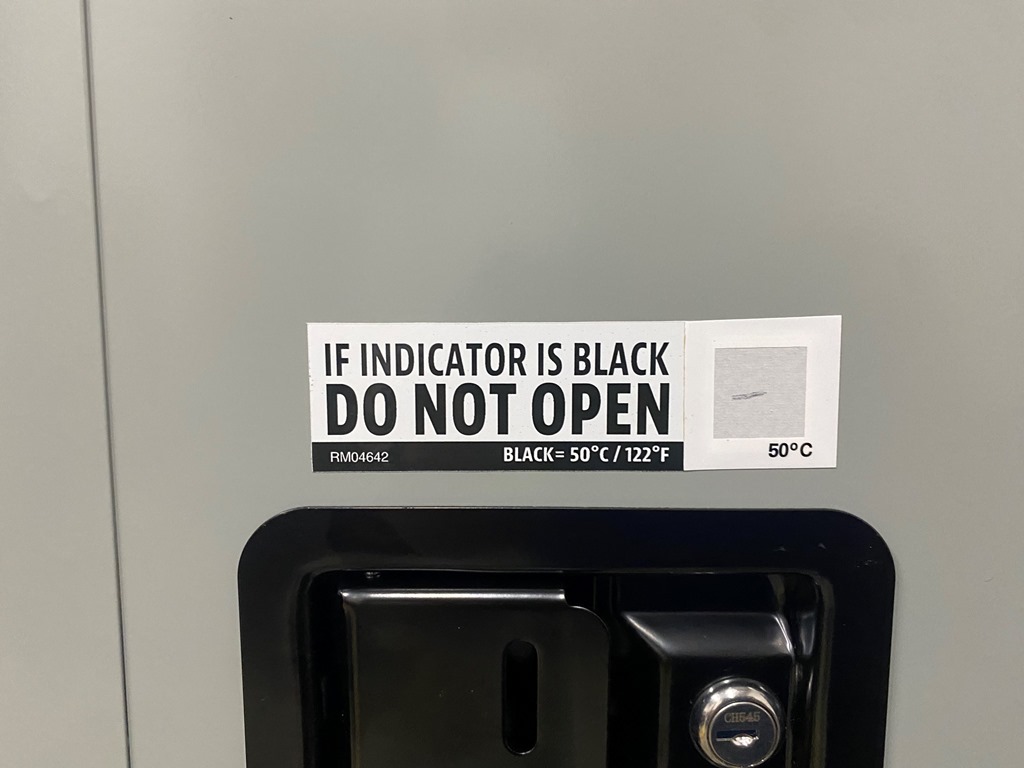 IF INDICATOR IS BLACK
DO NOT OPEN
RM04642 BLACK= 50°C / 122°F
50°C
CH545